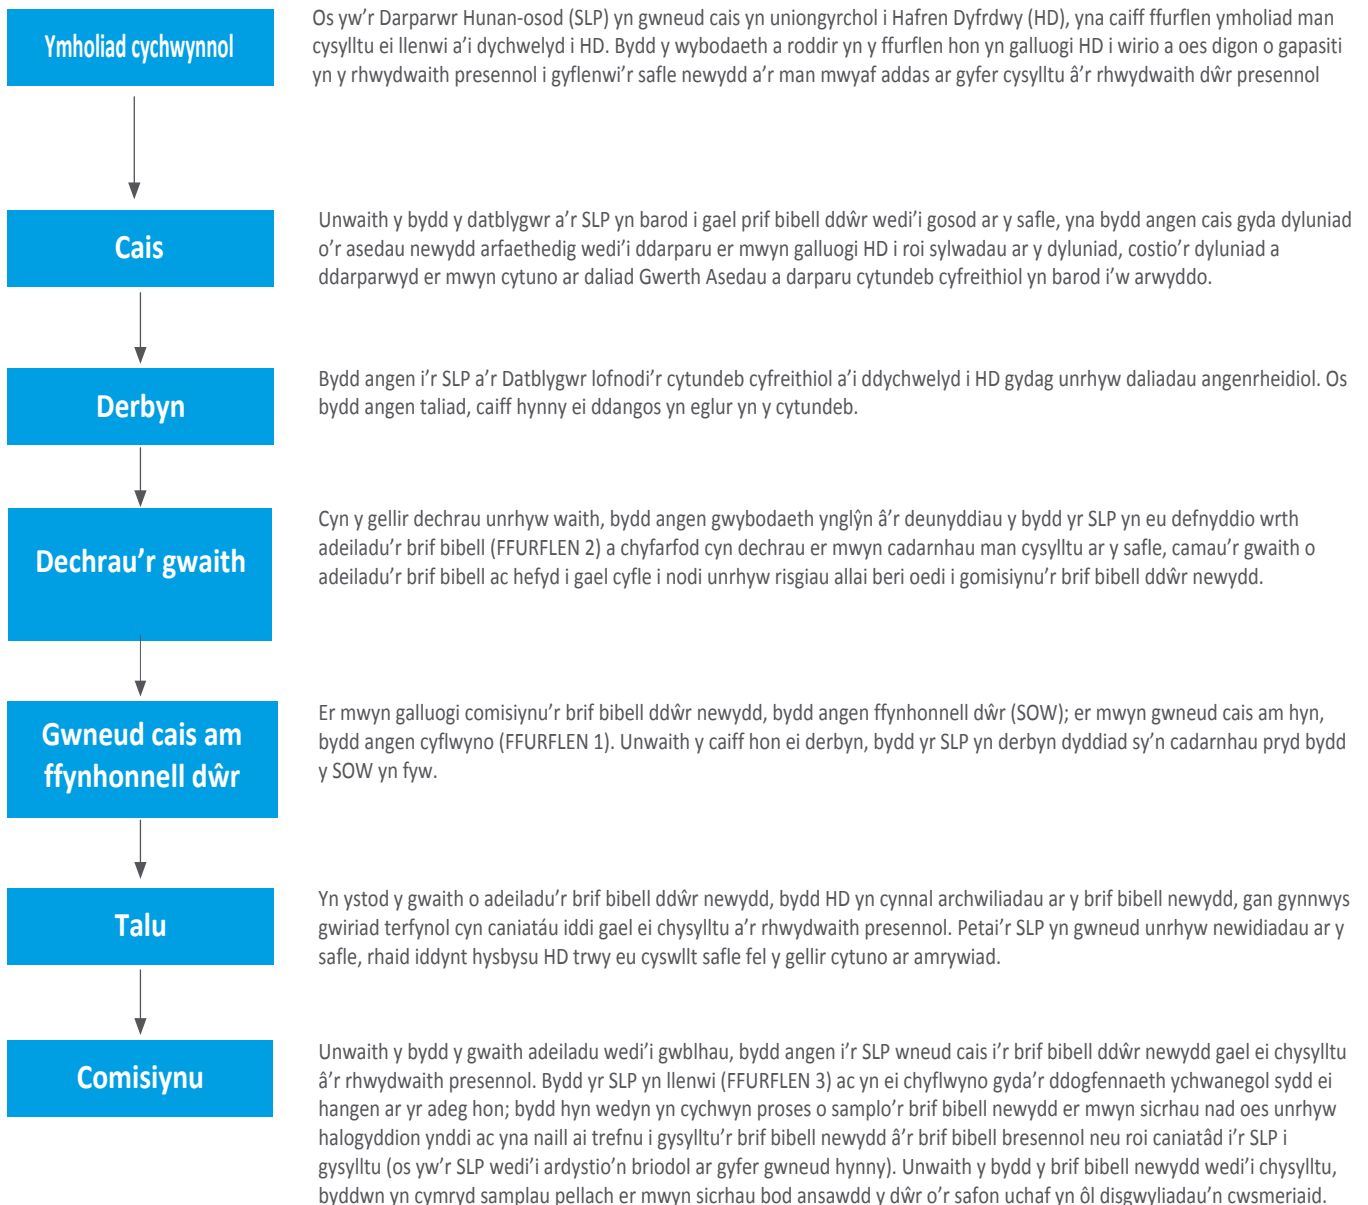 Ymholiad cychwynnol
Os yw'r Darparwr Hunan-osod (SLP) yn gwneud cais yn uniongyrchol i Hafren Dyfrdwy (HD), yna caiff ffurflen ymholiad man
cysylltu ei llenwi a'i dychwelyd i HD. Bydd y wybodaeth a roddir yn y ffurflen hon yn galluogi HD i wirio a oes digon o gapasiti
yn y rhwydwaith presennol i gyflenwi'r safle newydd a'r man mwyaf addas ar gyfer cysylltu â'r rhwydwaith dŵr presennol
Cais
Unwaith y bydd y datblygwr a'r SLP yn barod i gael prif bibell ddŵr wedi'i gosod ar y safle, yna bydd angen cais gyda dyluniad
o'r asedau newydd arfaethedig wedi'i ddarparu er mwyn galluogi HD i roi sylwadau ar y dyluniad, costio'r dyluniad a
ddarparwyd er mwyn cytuno ar daliad Gwerth Asedau a darparu cytundeb cyfreithiol yn barod i'w arwyddo.
Derbyn
Bydd angen i'r SLP a'r Datblygwr lofnodi'r cytundeb cyfreithiol a'i ddychwelyd i HD gydag unrhyw daliadau angenrheidiol. Os
bydd angen taliad, caiff hynny ei ddangos yn eglur yn y cytundeb.
Dechrau'r gwaith
Cyn y gellir dechrau unrhyw waith, bydd angen gwybodaeth ynglŷn â'r deunyddiau y bydd yr SLP yn eu defnyddio wrth
adeiladu'r brif bibell (FFURFLEN 2) a chyfarfod cyn dechrau er mwyn cadarnhau man cysylltu ar y safle, camau'r gwaith o
adeiladu'r brif bibell ac hefyd i gael cyfle i nodi unrhyw risgiau allai beri oedi i gomisiynu'r brif bibell ddŵr newydd.
Gwneud cais am
ffynhonnell dŵr
Er mwyn galluogi comisiynu'r brif bibell ddŵr newydd, bydd angen ffynhonnell dŵr (SOW); er mwyn gwneud cais am hyn,
bydd angen cyflwyno (FFURFLEN 1). Unwaith y caiff hon ei derbyn, bydd yr SLP yn derbyn dyddiad sy'n cadarnhau pryd bydd
y SOW yn fyw.
Talu
Yn ystod y gwaith o adeiladu'r brif bibell ddŵr newydd, bydd HD yn cynnal archwiliadau ar y brif bibell newydd, gan gynnwys
gwiriad terfynol cyn caniatáu iddi gael ei chysylltu a'r rhwydwaith presennol. Petai'r SLP yn gwneud unrhyw newidiadau ar y
safle, rhaid iddynt hysbysu HD trwy eu cyswllt safle fel y gellir cytuno ar amrywiad.
Comisiynu
Unwaith y bydd y gwaith adeiladu wedi'i gwblhau, bydd angen i'r SLP wneud cais i'r brif bibell ddŵr newydd gael ei chysylltu
â'r rhwydwaith presennol. Bydd yr SLP yn llenwi (FFURFLEN 3) ac yn ei chyflwyno gyda'r ddogfennaeth ychwanegol sydd ei
hangen ar yr adeg hon; bydd hyn wedyn yn cychwyn proses o samplo'r brif bibell newydd er mwyn sicrhau nad oes unrhyw
halogyddion ynddi ac yna naill ai trefnu i gysylltu'r brif bibell newydd â'r brif bibell bresennol neu roi caniatâd i'r SLP i
gysylltu (os yw'r SLP wedi'i ardystio'n briodol ar gyfer gwneud hynny). Unwaith y bydd y brif bibell newydd wedi'i chysylltu,
byddwn yn cymryd samplau pellach er mwyn sicrhau bod ansawdd y dŵr o'r safon uchaf yn ôl disgwyliadau'n cwsmeriaid.